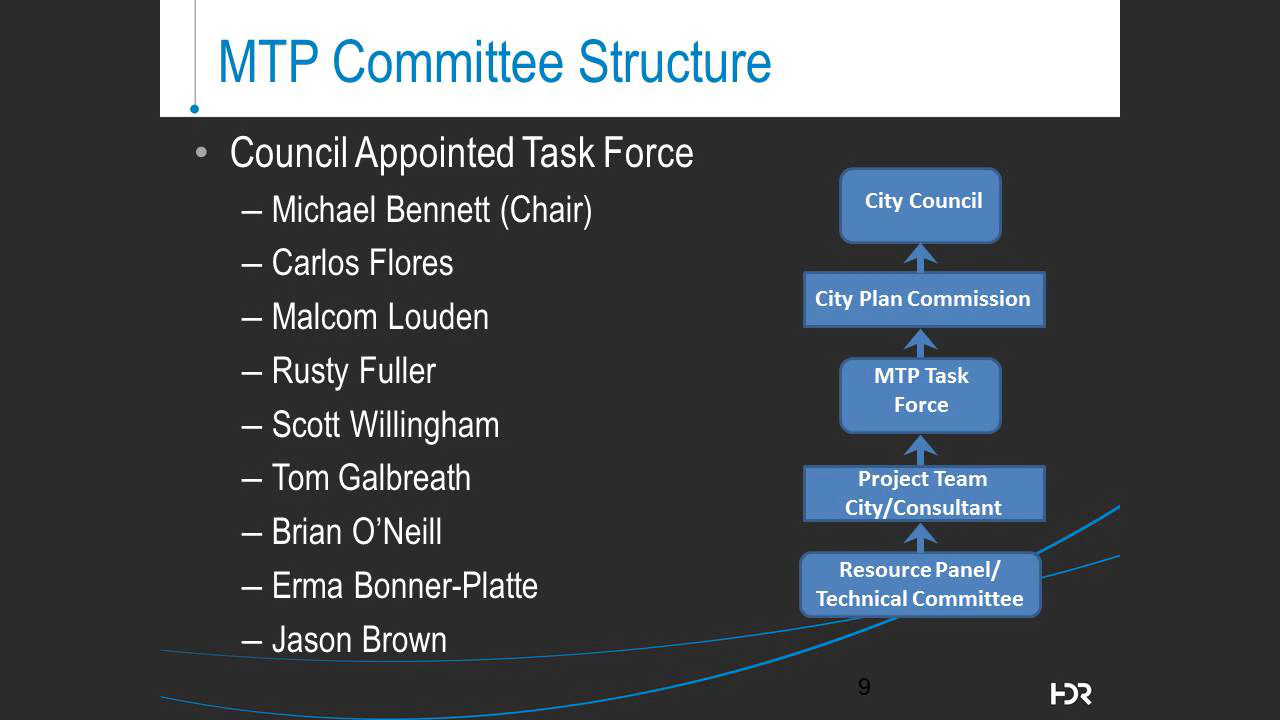 MTP Committee Structure
• Council Appointed Task Force
– Michael Bennett (Chair)
– Carlos Flores
– Malcom Louden
– Rusty Fuller
– Scott Willingham
– Tom Galbreath
– Brian O’Neill
– Erma Bonner-Platte
– Jason Brown
City Council
City Plan Commission
MTP Task
Force
Project Team
City/Consultant
Resource Panel/
Technical Committee
9
HDR